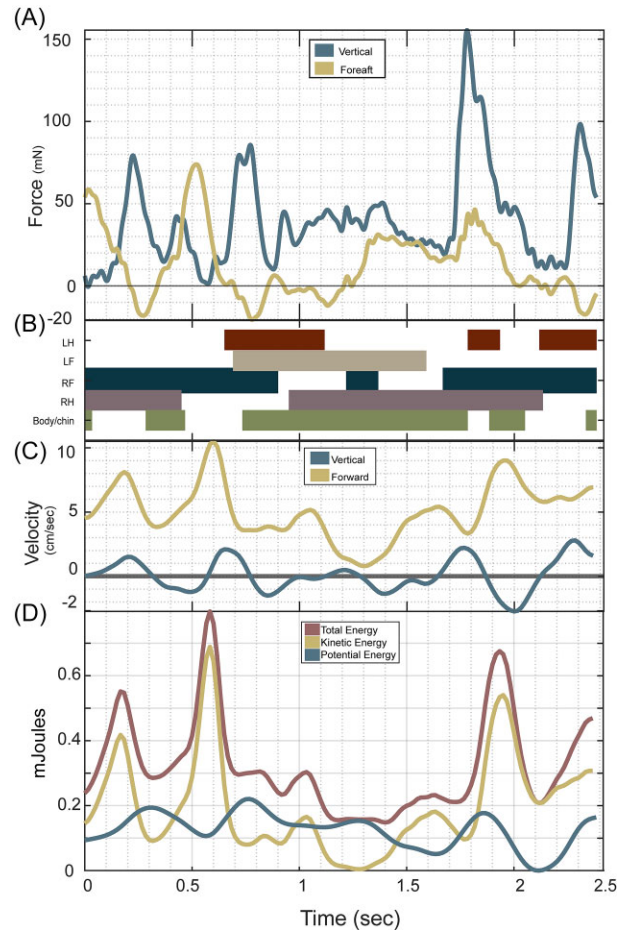 (A)
150
Vertical
Foreaft
100
Force (mN)
50
0
-20
(B)
LH
LF
RF
RH
Body/chin
(C)
10
Vertical
Forward
5
Velocity
(cm/sec)
0
-2
(D)
Total Energy
Kinetic Energy
Potential Energy
0.6
mJoules
0.4
0.2
0
0 0.5 1 1.5 2 2.5
Time (sec)